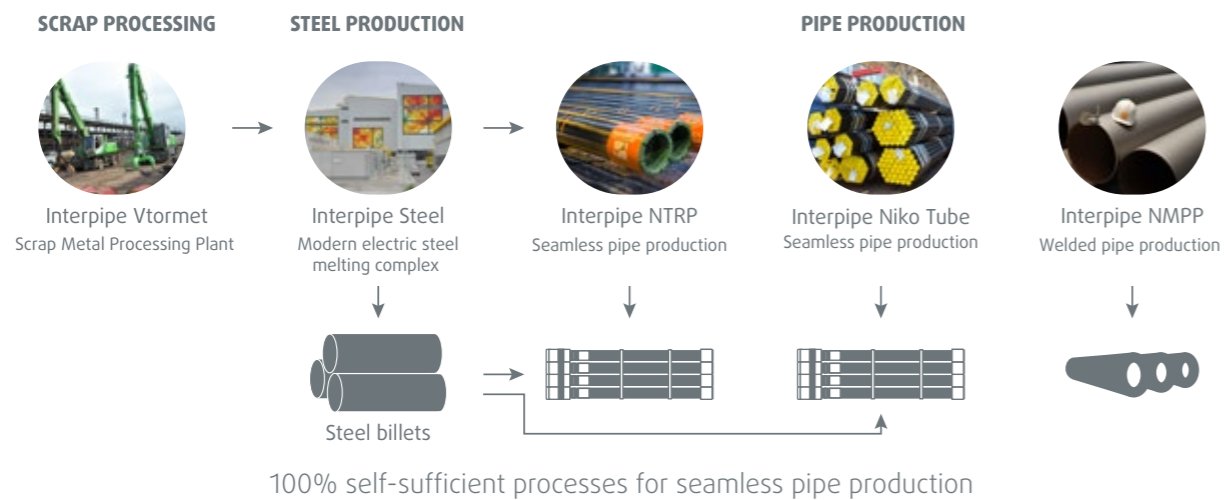 SCRAP PROCESSING
STEEL PRODUCTION
PIPE PRODUCTION
Interpipe Vtormet
Scrap Metal Processing Plant
Interpipe Steel
Modern electric steel
melting complex
Interpipe NTRP
Seamless pipe production
Interpipe Niko Tube
Seamless pipe production
Interpipe NMPP
Welded pipe production
Steel billets
100% self-sufficient processes for seamless pipe production